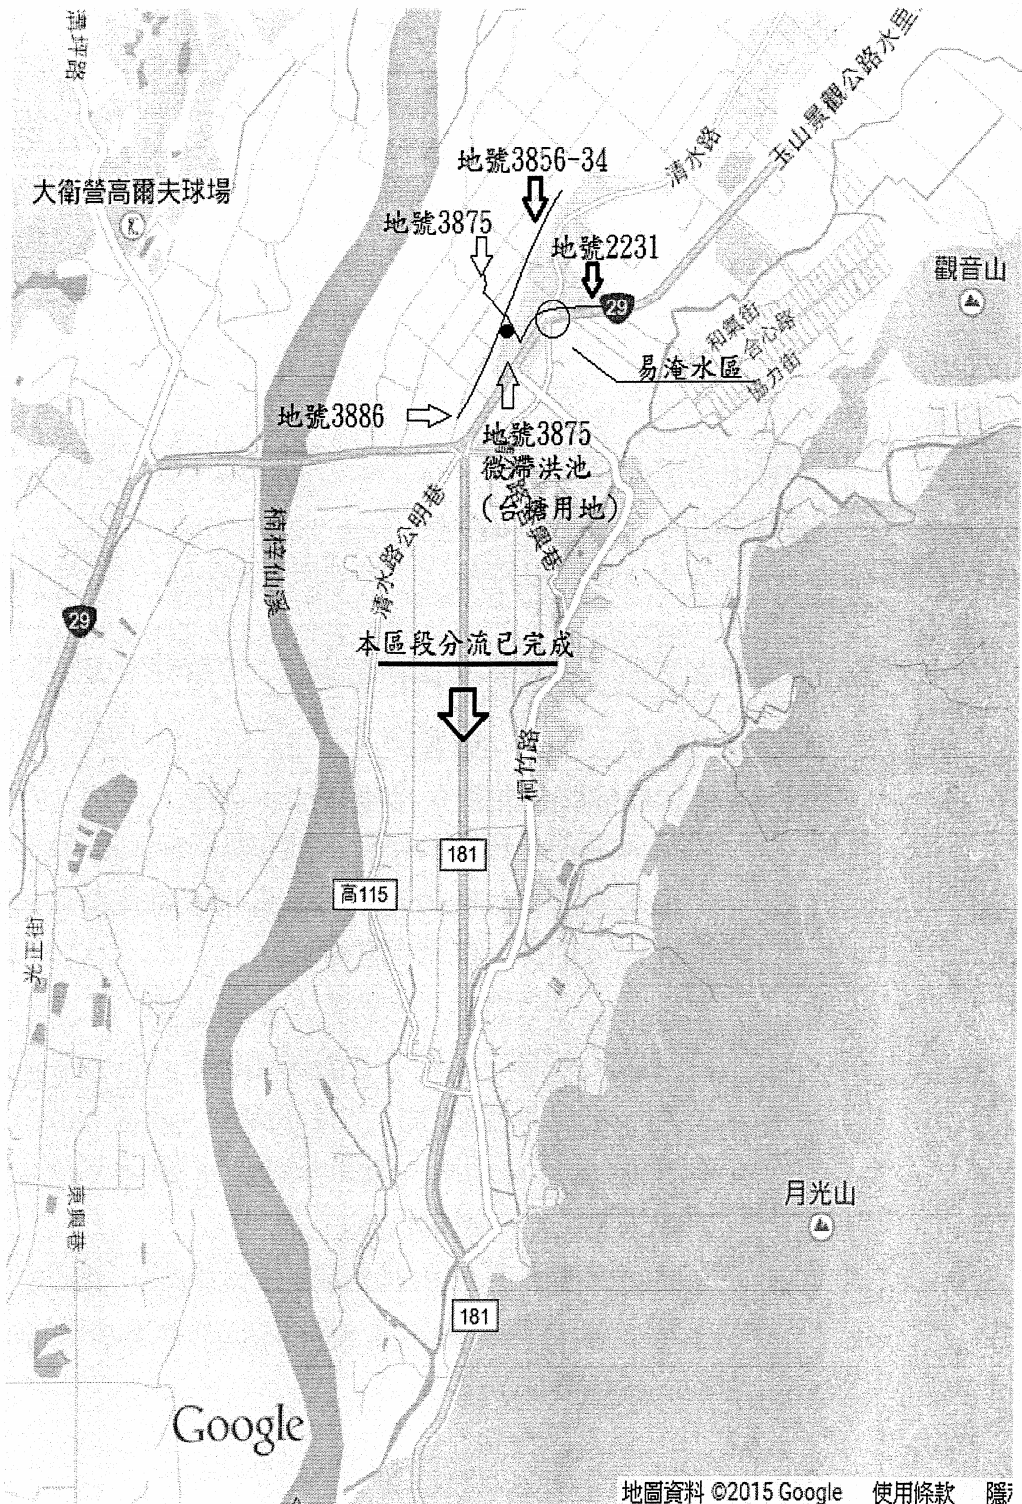 清坪路
玉山景觀公路水里
清水路
地號3856-34
大衛營高爾夫球場
地號3875
地號2231
觀音山
29
和氣街
合心路
協力街
易淹水區
地號3886
地號3875
微滯洪池
(台糖用地)
清水路公明巷
楠梓仙溪
29
本區段分流已完成
桐竹路
181
高115
光正街
東興巷
月光山
181
Google
地圖資料 ©2015 Google 使用條款